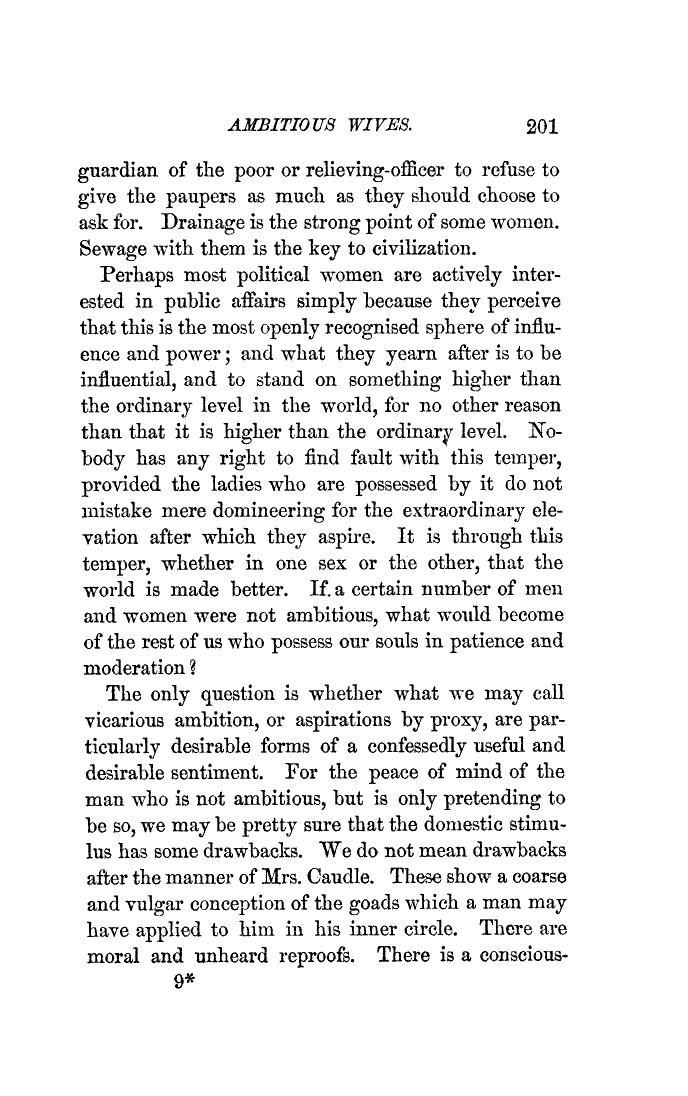 AMBITIOUS WIVES. 201
guardian of the poor or relieving-officer to refuse to
give the paupers as much as they should choose to
ask for. Drainage is the strong point of some women.
Sewage with them is the key to civilization.
Perhaps most political women are actively inter-
ested in public affairs simply because they perceive
that this is the most openly recognised sphere of influ-
ence and power; and what they yearn after is to be
influential, and to stand on something higher than
the ordinary level in the world, for no other reason
than that it is higher than the ordinary level. No-
body has any right to find fault with this temper,
provided the ladies who are possessed by it do not
mistake mere domineering for the extraordinary ele-
vation after which they aspire. It is through this
temper, whether in one sex or the other, that the
world is made better. If a certain number of men
and women were not ambitious, what would become
of the rest of us who possess our souls in patience and
moderation?
The only question is whether what we may call
vicarious ambition, or aspirations by proxy, are par-
ticularly desirable forms of a confessedly useful and
desirable sentiment. For the peace of mind of the
man who is not ambitious, but is only pretending to
be so, we may be pretty sure that the domestic stimu-
lus has some drawbacks. We do not mean drawbacks
after the manner of Mrs. Caudle. These show a coarse
and vulgar conception of the goads which a man may
have applied to him in his inner circle. There are
moral and unheard reproofs. There is a conscious-
9*